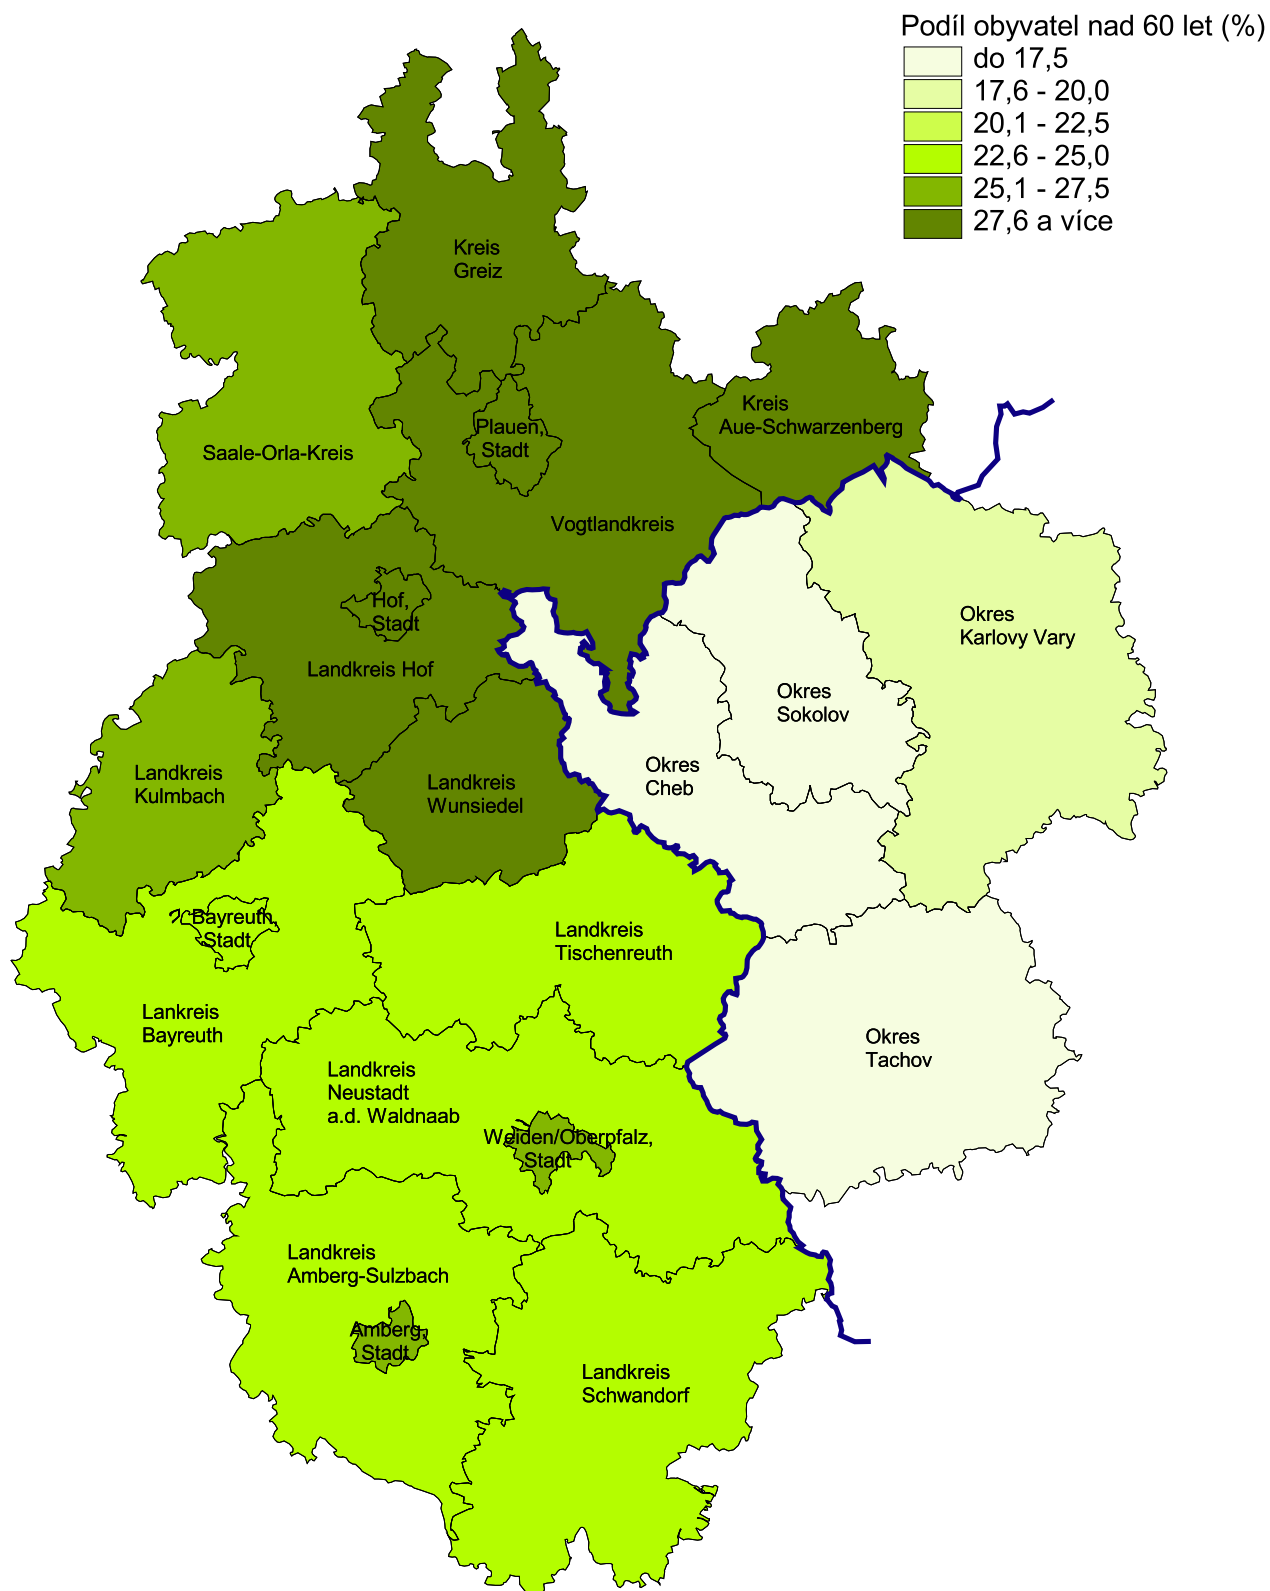 Podíl obyvatel nad 60 let (%)
do 17,5
17,6 - 20,0
20,1 - 22,5
22,6 - 25,0
25,1 - 27,5
27,6 a více
Kreis
Greiz
Kreis
Aue-Schwarzenberg
Plauen,
Stadt
Saale-Orla-Kreis
Vogtlandkreis
Hof,
Stadt
Landkreis Hof
Okres
Karlovy Vary
Okres
Sokolov
Okres
Cheb
Landkreis
Kulmbach
Landkreis
Wunsiedel
Bayreuth,
Stadt
Landkreis
Tischenreuth
Lankreis
Bayreuth
Okres
Tachov
Landkreis
Neustadt
a.d. Waldnaab
Weiden/Oberpfalz,
Stadt
Landkreis
Amberg-Sulzbach
Amberg,
Stadt
Landkreis
Schwandorf